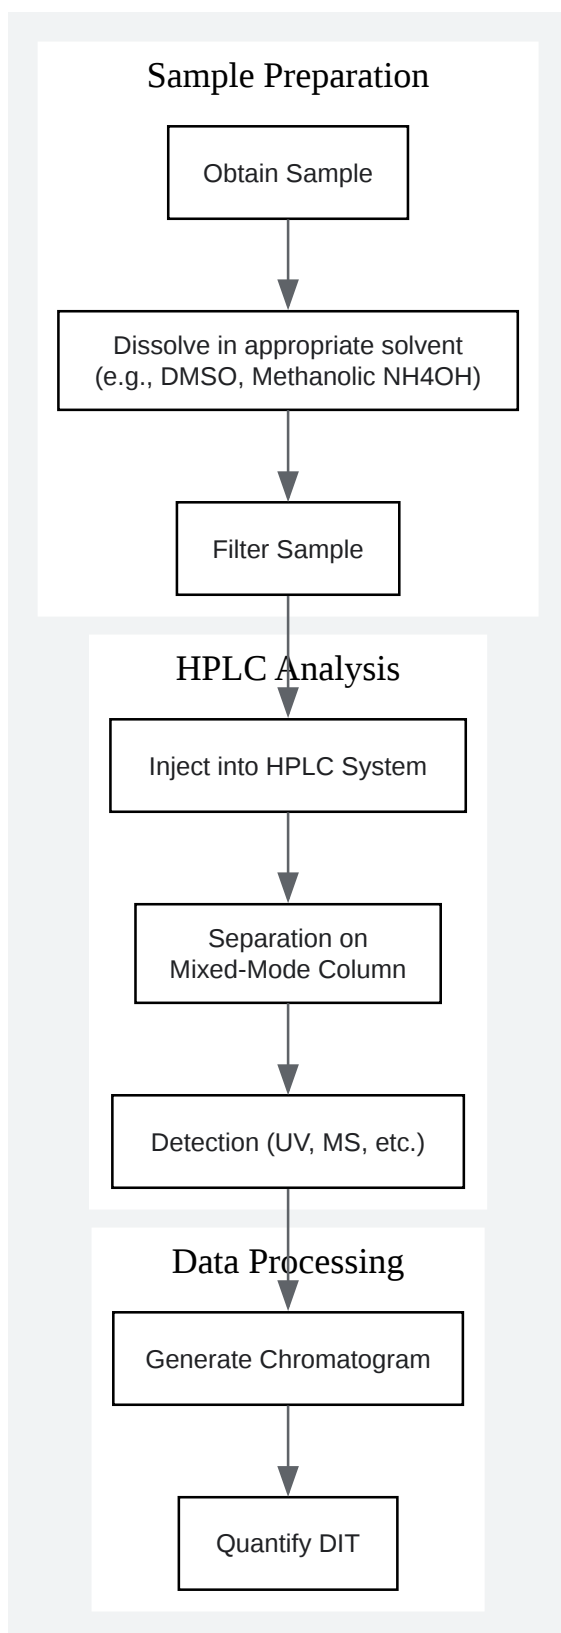 Sample Preparation
Obtain Sample
Dissolve in appropriate solvent
(e.g., DMSO, Methanolic NH4OH)
Filter Sample
HPLC Analysis
Inject into HPLC System
Separation on
Mixed-Mode Column
Detection (UV, MS, etc.)
Data Processing
Generate Chromatogram
Quantify DIT